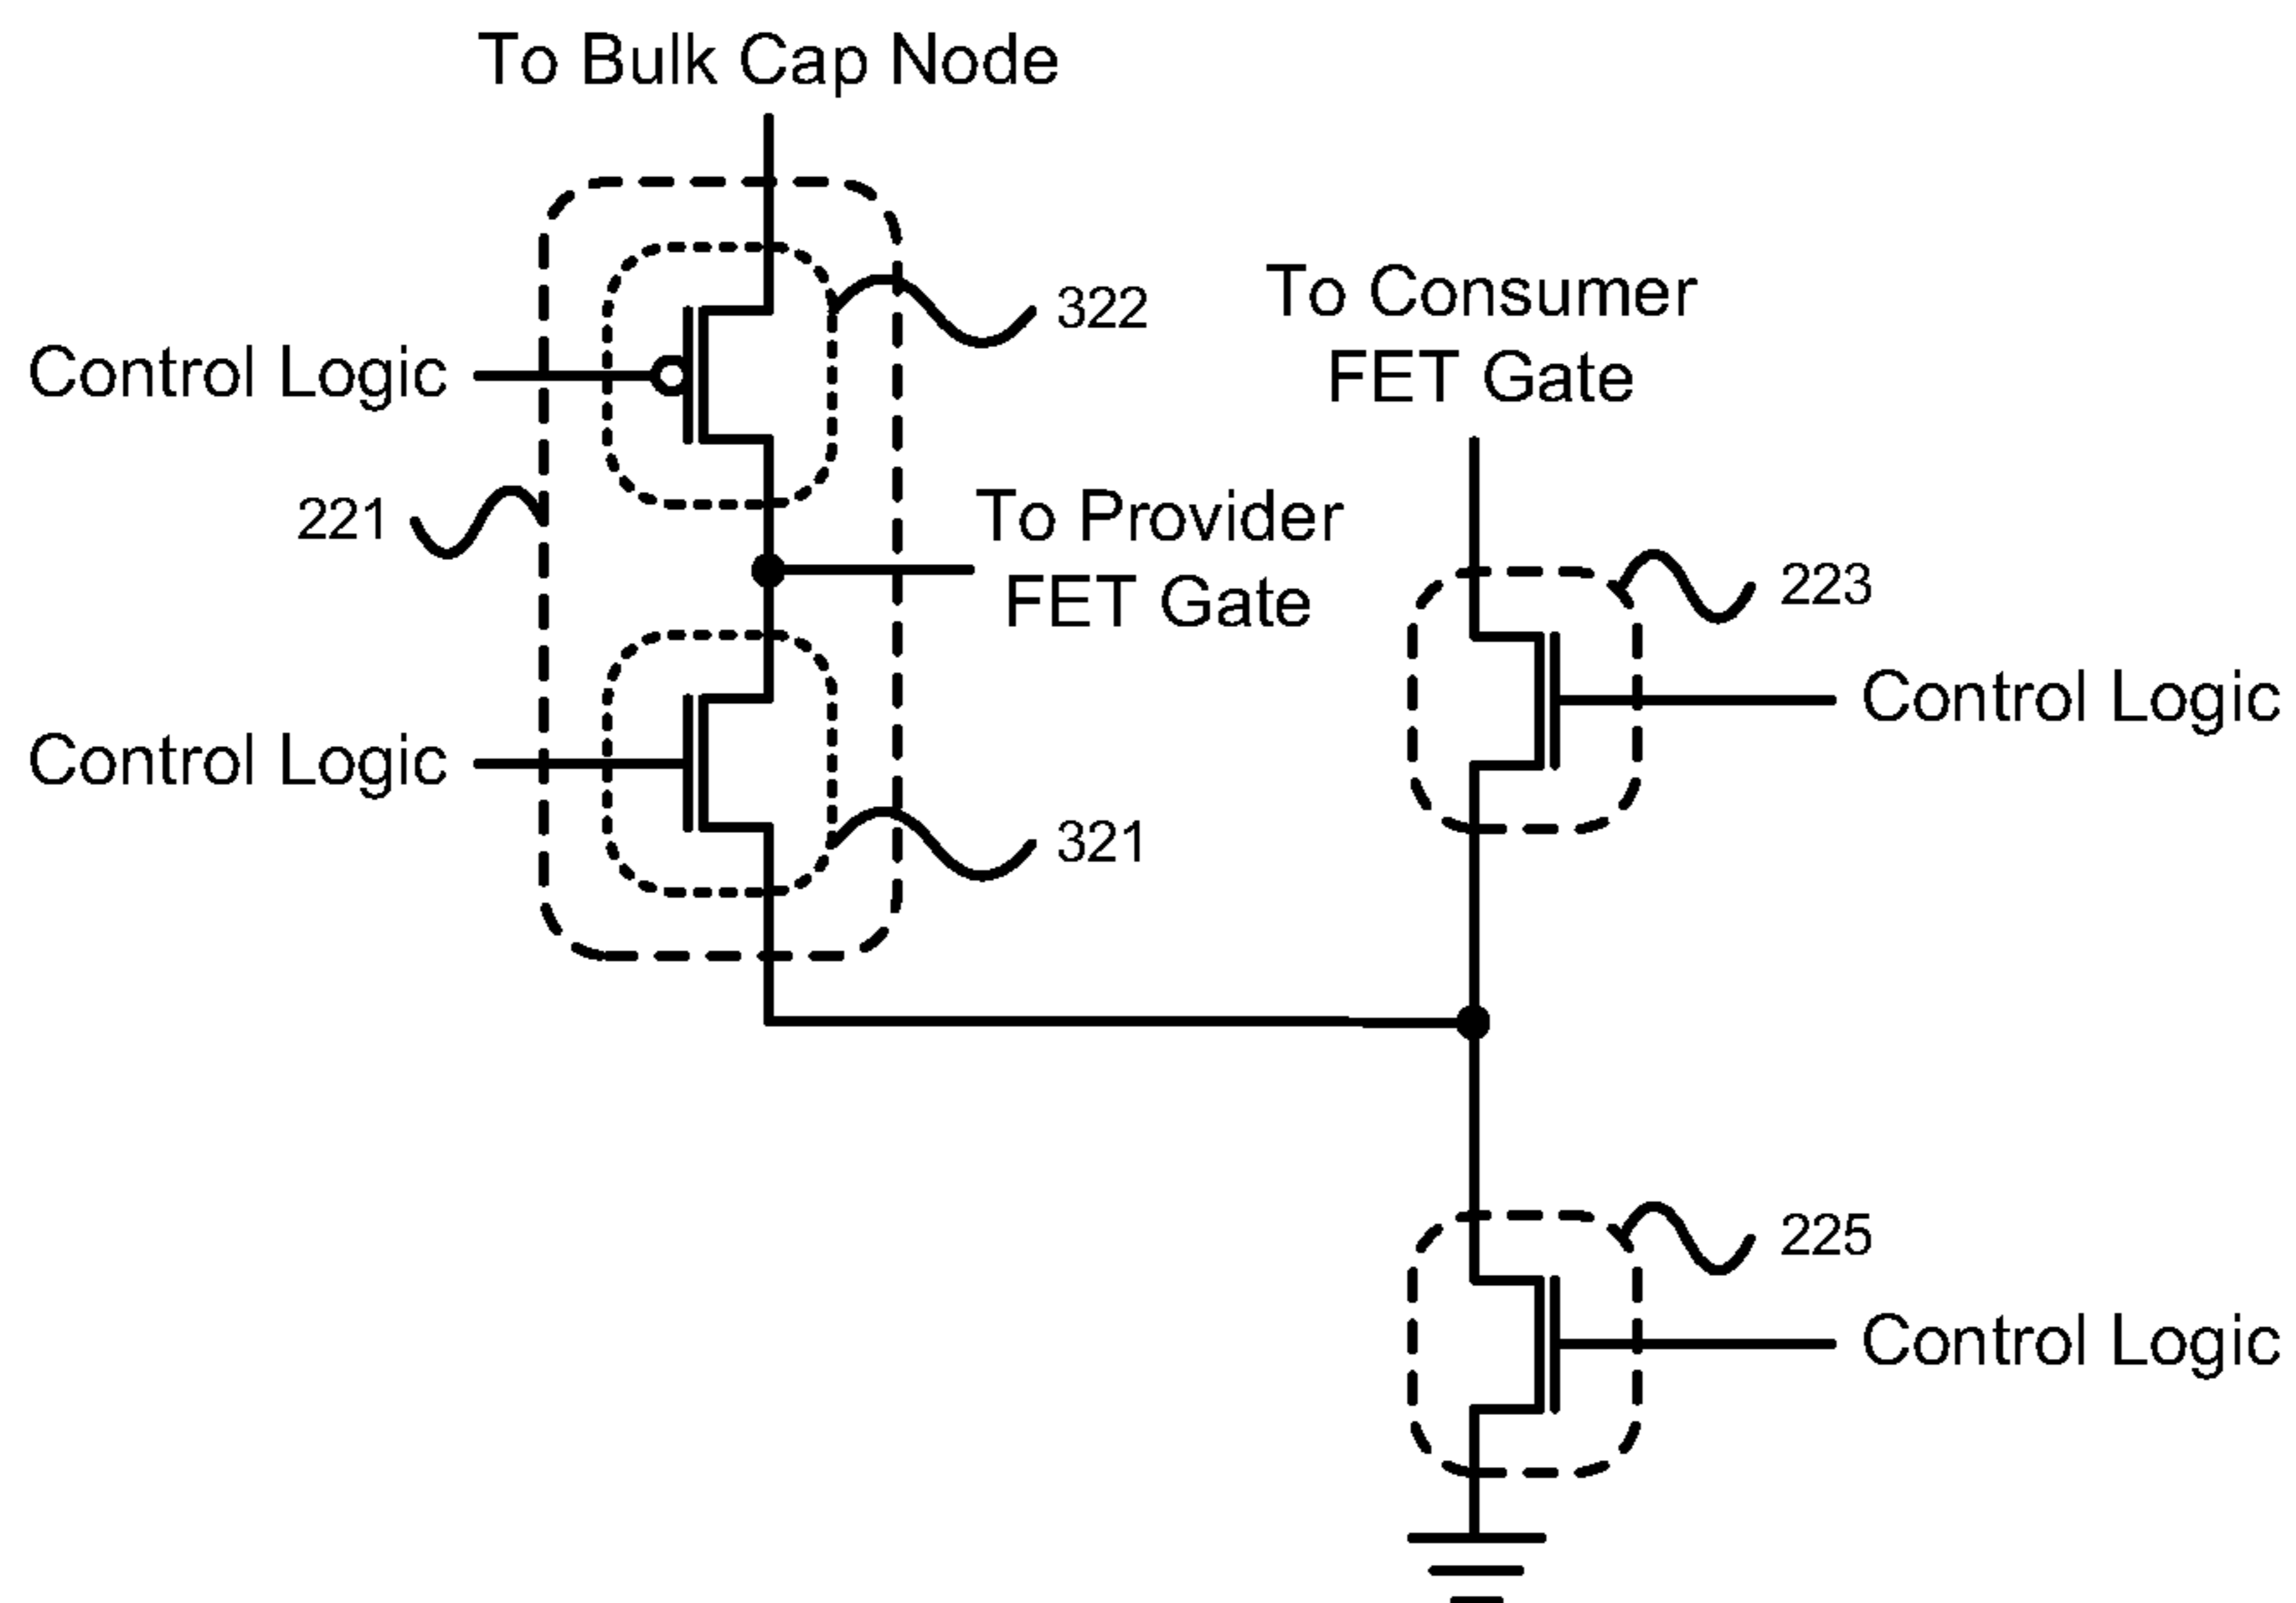 To Bulk Cap Node
To Consumer
FET Gate
322
Control Logic
221
To Provider
FET Gate
223
Control Logic
Control Logic
321
225
Control Logic